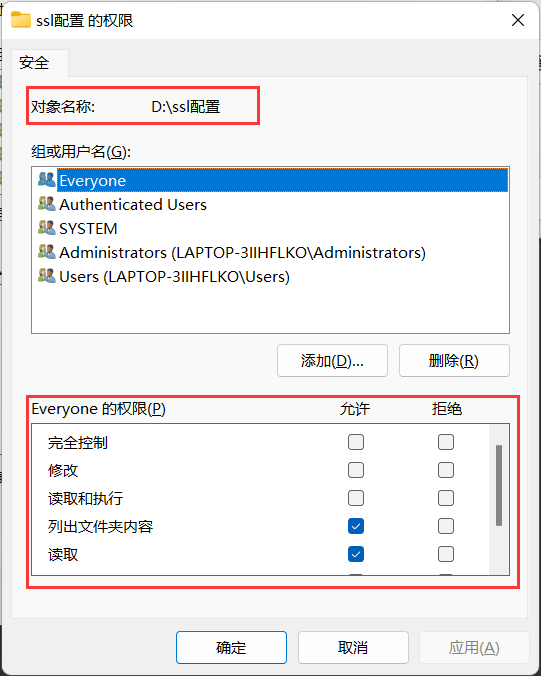 ssl配置 的权限
安全
对象名称: D:\ssl配置
组或用户名(G):
Everyone
Authenticated Users
SYSTEM
Administrators (LAPTOP-3IIHFLKO\Administrators)
Users (LAPTOP-3IIHFLKO\Users)
添加(D)... 删除(R)
Everyone 的权限(P) 允许 拒绝
完全控制
修改
读取和执行
列出文件夹内容
读取
确定 取消 应用(A)